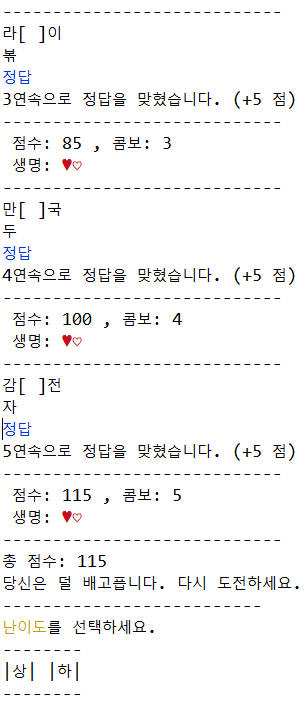 ----------------------------
라[ ]이
볶
정답
3연속으로 정답을 맞혔습니다. (+5 점)
----------------------------
점수: 85 , 콤보: 3
생명: ♥♡
----------------------------
만[ ]국
두
정답
4연속으로 정답을 맞혔습니다. (+5 점)
----------------------------
점수: 100 , 콤보: 4
생명: ♥♡
----------------------------
감[ ]전
자
정답
5연속으로 정답을 맞혔습니다. (+5 점)
----------------------------
점수: 115 , 콤보: 5
생명: ♥♡
----------------------------
총 점수: 115
당신은 덜 배고픕니다. 다시 도전하세요.
--------------------------
난이도를 선택하세요.
--------
|상| |하|
--------